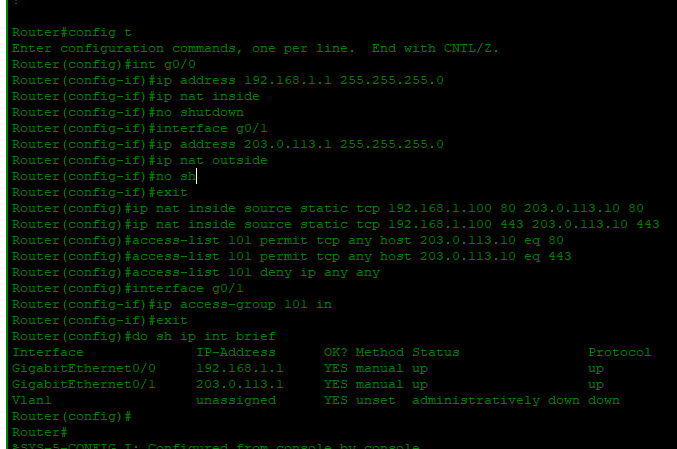 !
Router#config t
Enter configuration commands, one per line.  End with CNTL/Z.
Router(config)#int g0/0
Router(config-if)#ip address 192.168.1.1 255.255.255.0
Router(config-if)#ip nat inside
Router(config-if)#no shutdown
Router(config-if)#interface g0/1
Router(config-if)#ip address 203.0.113.1 255.255.255.0
Router(config-if)#ip nat outside
Router(config-if)#no sh
Router(config-if)#exit
Router(config)#ip nat inside source static tcp 192.168.1.100 80 203.0.113.10 80
Router(config)#ip nat inside source static tcp 192.168.1.100 443 203.0.113.10 443
Router(config)#access-list 101 permit tcp any host 203.0.113.10 eq 80
Router(config)#access-list 101 permit tcp any host 203.0.113.10 eq 443
Router(config)#access-list 101 deny ip any any
Router(config)#interface g0/1
Router(config-if)#ip access-group 101 in
Router(config-if)#exit
Router(config)#do sh ip int brief
Interface              IP-Address      OK? Method Status                Protocol
GigabitEthernet0/0     192.168.1.1     YES manual up                    up
GigabitEthernet0/1     203.0.113.1     YES manual up                    up
Vlan1                  unassigned      YES unset  administratively down down
Router(config)#
Router#
%SYS-5-CONFIG_I: Configured from console by console